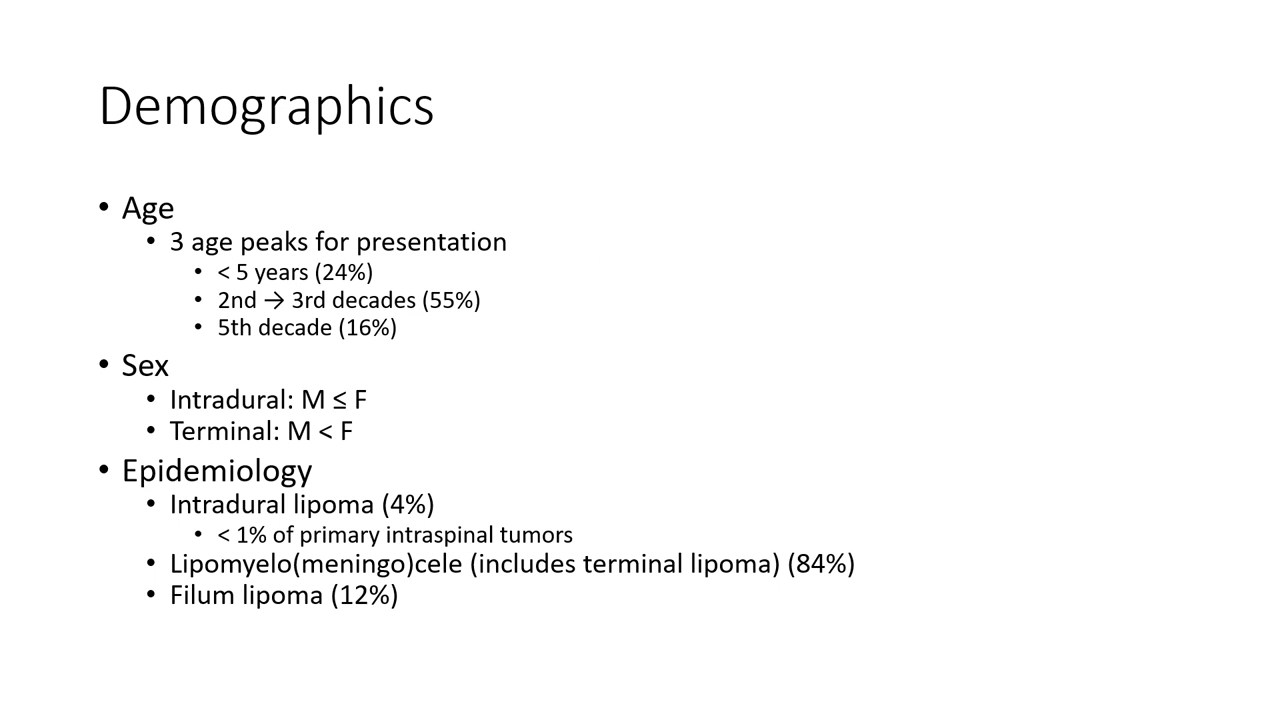 Demographics
• Age
• 3 age peaks for presentation
• < 5 years (24%)
• 2nd → 3rd decades (55%)
• 5th decade (16%)
• Sex
• Intradural: M ≤ F
• Terminal: M < F
• Epidemiology
• Intradural lipoma (4%)
• < 1% of primary intraspinal tumors
• Lipomyelo(meningo)cele (includes terminal lipoma) (84%)
• Filum lipoma (12%)